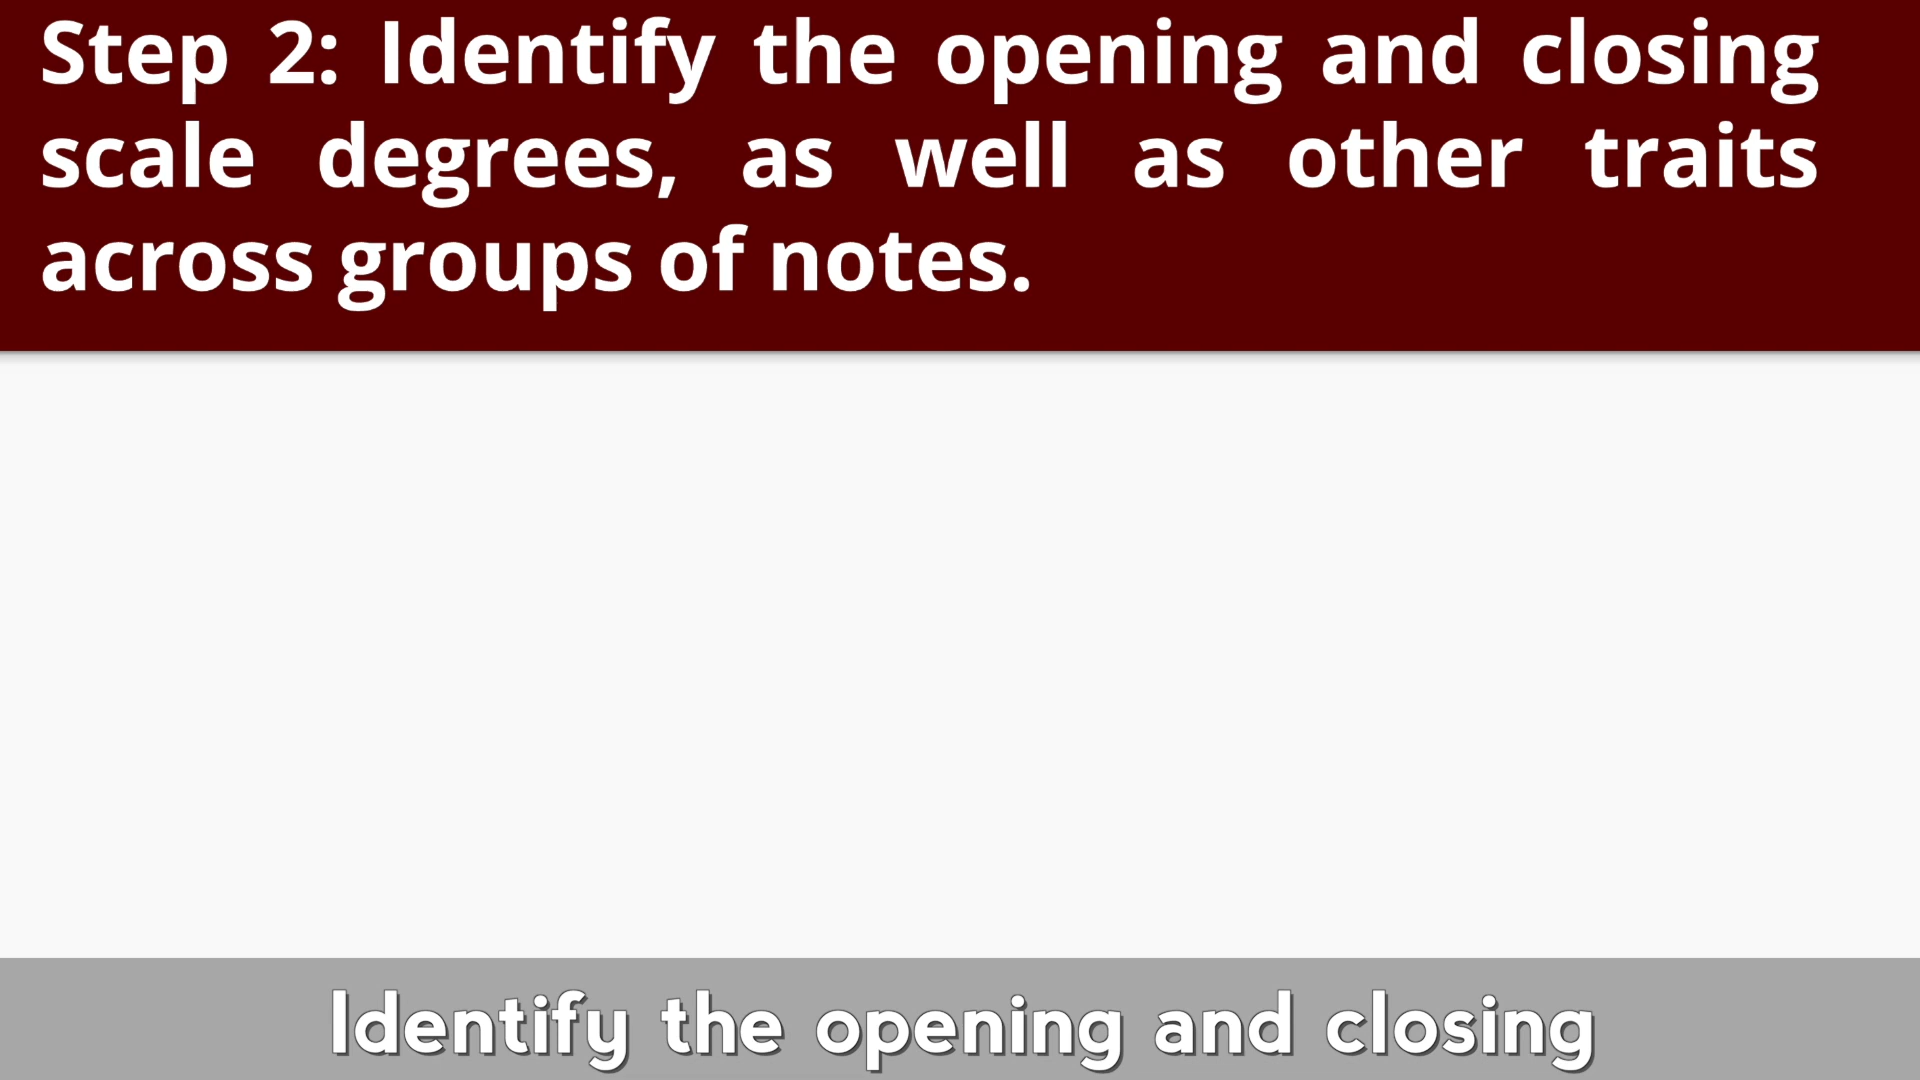 Step 2: Identify the opening and closing
scale degrees, as well as other traits
across groups of notes.
Identify the opening and closing